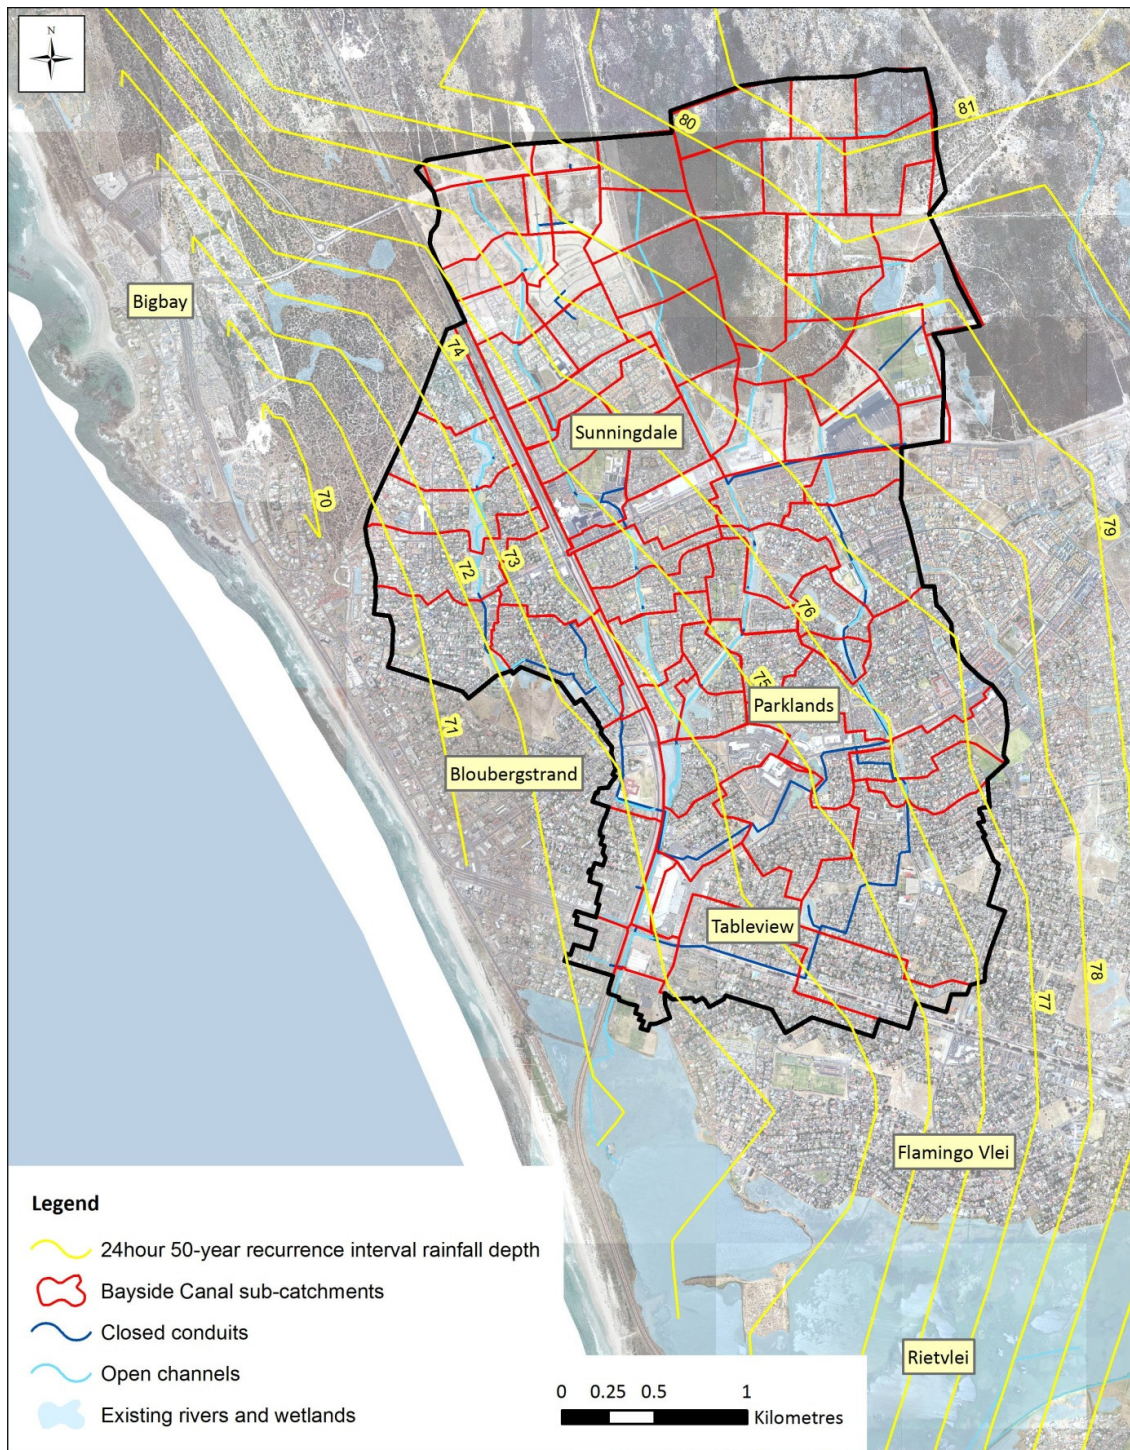 N
80
81
Bigbay
74
Sunningdale
70
79
72
73
76
75
Parklands
71
Bloubergstrand
Tableview
78
77
Flamingo Vlei
Legend
24hour 50-year recurrence interval rainfall depth
Bayside Canal sub-catchments
Closed conduits
Open channels
Rietvlei
Existing rivers and wetlands
0 0.25 0.5 1
Kilometres